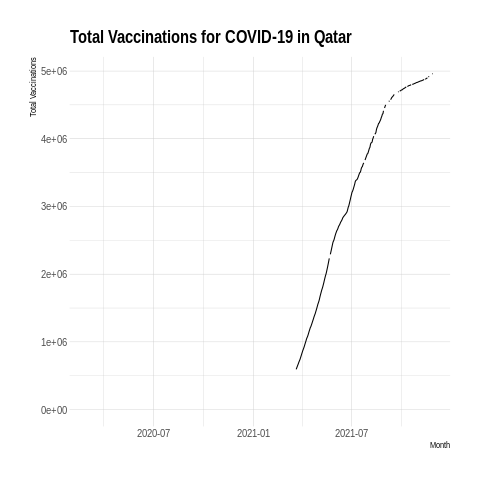 Total Vaccinations for COVID-19 in Qatar
Total Vaccinations
5e+06
4e+06
3e+06
2e+06
1e+06
0e+00
2020-07
2021-01
2021-07
Month